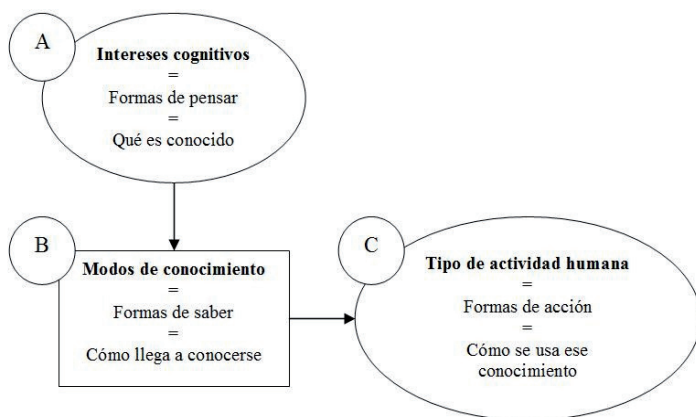 A
Intereses cognitivos
=
Formas de pensar
=
Qué es conocido
B
Modos de conocimiento
=
Formas de saber
=
Cómo llega a conocerse
C
Tipo de actividad humana
=
Formas de acción
=
Cómo se usa ese
conocimiento